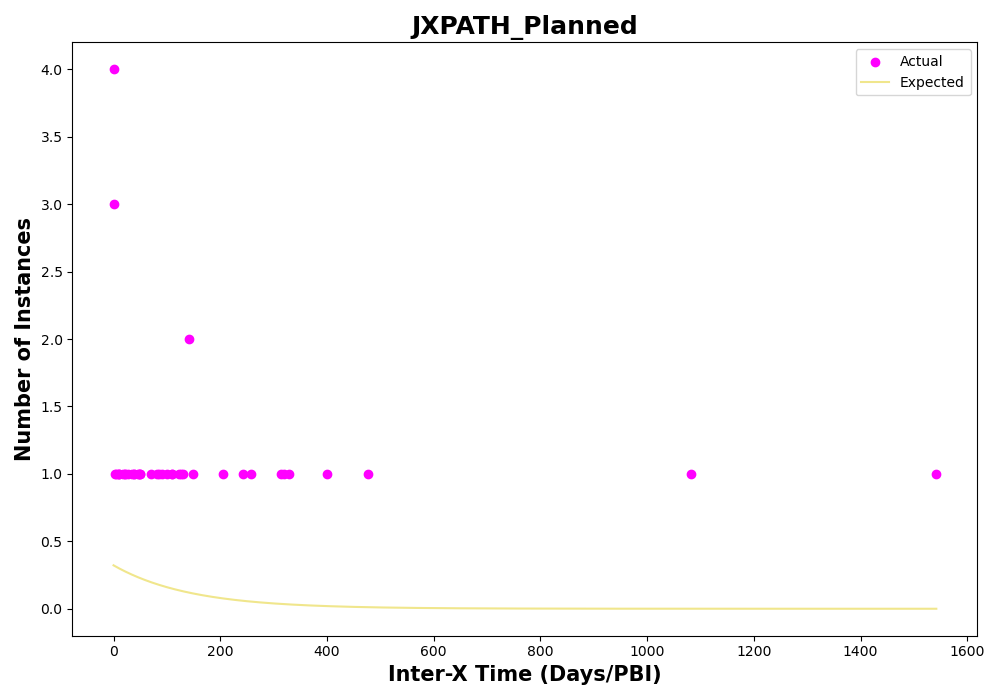 JXPATH_Planned
Actual
Expected
Number of Instances
4.0
3.5
3.0
2.5
2.0
1.5
1.0
0.5
0.0
0 200 400 600 800 1000 1200 1400 1600
Inter-X Time (Days/PBI)